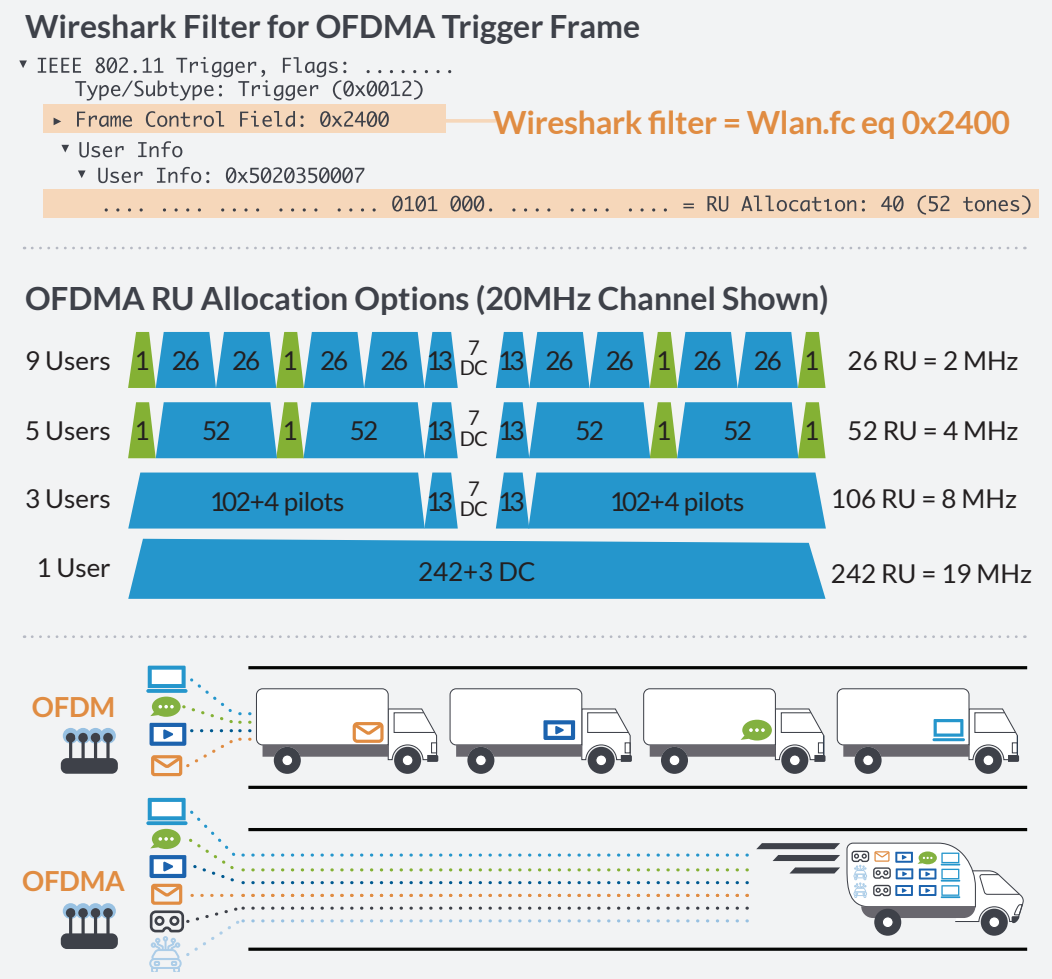 Wireshark Filter for OFDMA Trigger Frame
IEEE 802.11 Trigger, Flags: ........
Type/Subtype: Trigger (0x0012)
Frame Control Field: 0x2400
Wireshark filter = Wlan.fc eq 0x2400
User Info
User Info: 0x5020350007
.... .... .... .... .... 0101 000. .... .... .... = RU Allocation: 40 (52 tones)
OFDMA RU Allocation Options (20MHz Channel Shown)
9 Users 1 26 26 1 26 26 13 7 DC 13 26 26 1 26 26 1 26 RU = 2 MHz
5 Users 1 52 1 52 13 7 DC 13 52 1 52 1 52 RU = 4 MHz
3 Users 102+4 pilots 13 7 DC 13 102+4 pilots 106 RU = 8 MHz
1 User 242+3 DC 242 RU = 19 MHz
OFDM
OFDMA